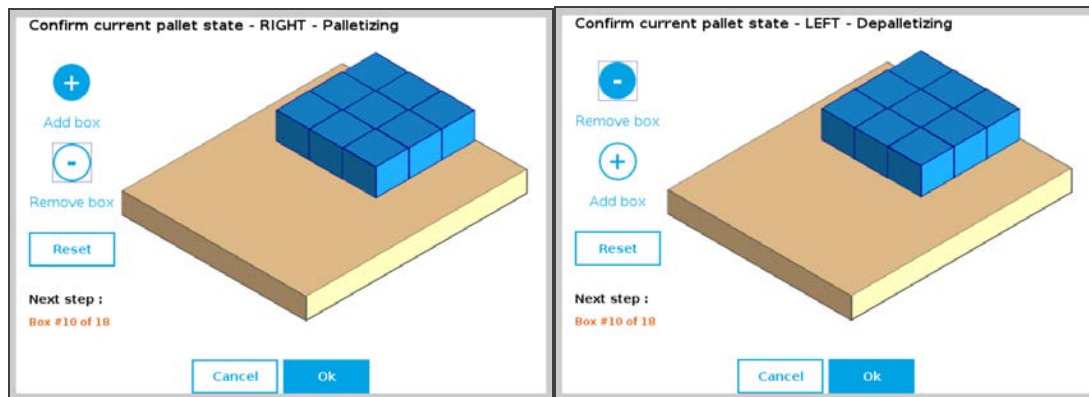 Confirm current pallet state - RIGHT - Palletizing
+
Add box
-
Remove box
Reset
Next step :
Box #10 of 18
Cancel
Ok
Confirm current pallet state - LEFT - Depalletizing
-
Remove box
+
Add box
Reset
Next step :
Box #10 of 18
Cancel
Ok